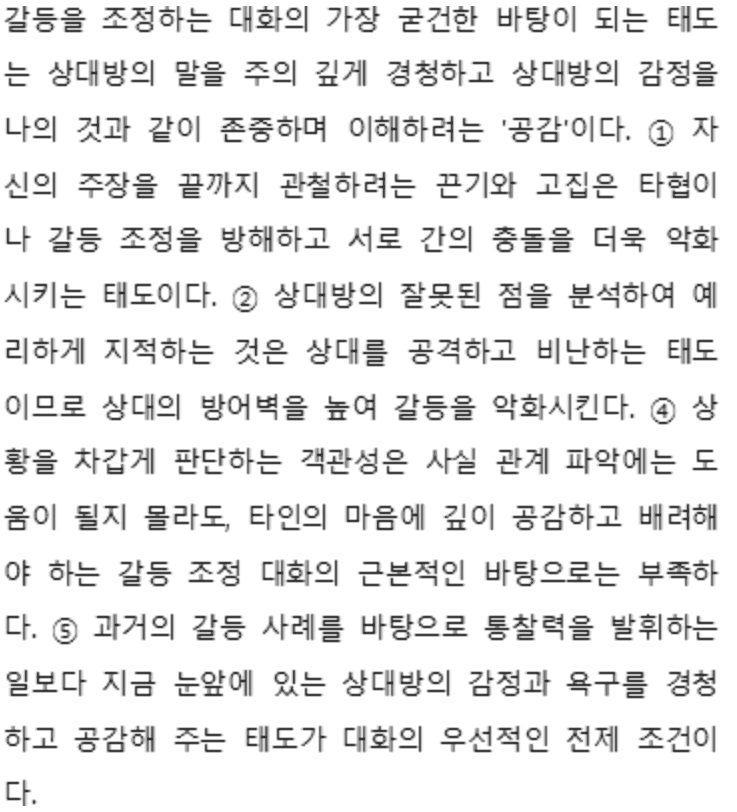 갈등을 조정하는 대화의 가장 굳건한 바탕이 되는 태도
는 상대방의 말을 주의 깊게 경청하고 상대방의 감정을
나의 것과 같이 존중하며 이해하려는 '공감'이다. ① 자
신의 주장을 끝까지 관철하려는 끈기와 고집은 타협이
나 갈등 조정을 방해하고 서로 간의 충돌을 더욱 악화
시키는 태도이다. ② 상대방의 잘못된 점을 분석하여 예
리하게 지적하는 것은 상대를 공격하고 비난하는 태도
이므로 상대의 방어벽을 높여 갈등을 악화시킨다. ④ 상
황을 차갑게 판단하는 객관성은 사실 관계 파악에는 도
움이 될지 몰라도, 타인의 마음에 깊이 공감하고 배려해
야 하는 갈등 조정 대화의 근본적인 바탕으로는 부족하
다. ⑤ 과거의 갈등 사례를 바탕으로 통찰력을 발휘하는
일보다 지금 눈앞에 있는 상대방의 감정과 욕구를 경청
하고 공감해 주는 태도가 대화의 우선적인 전제 조건이
다.